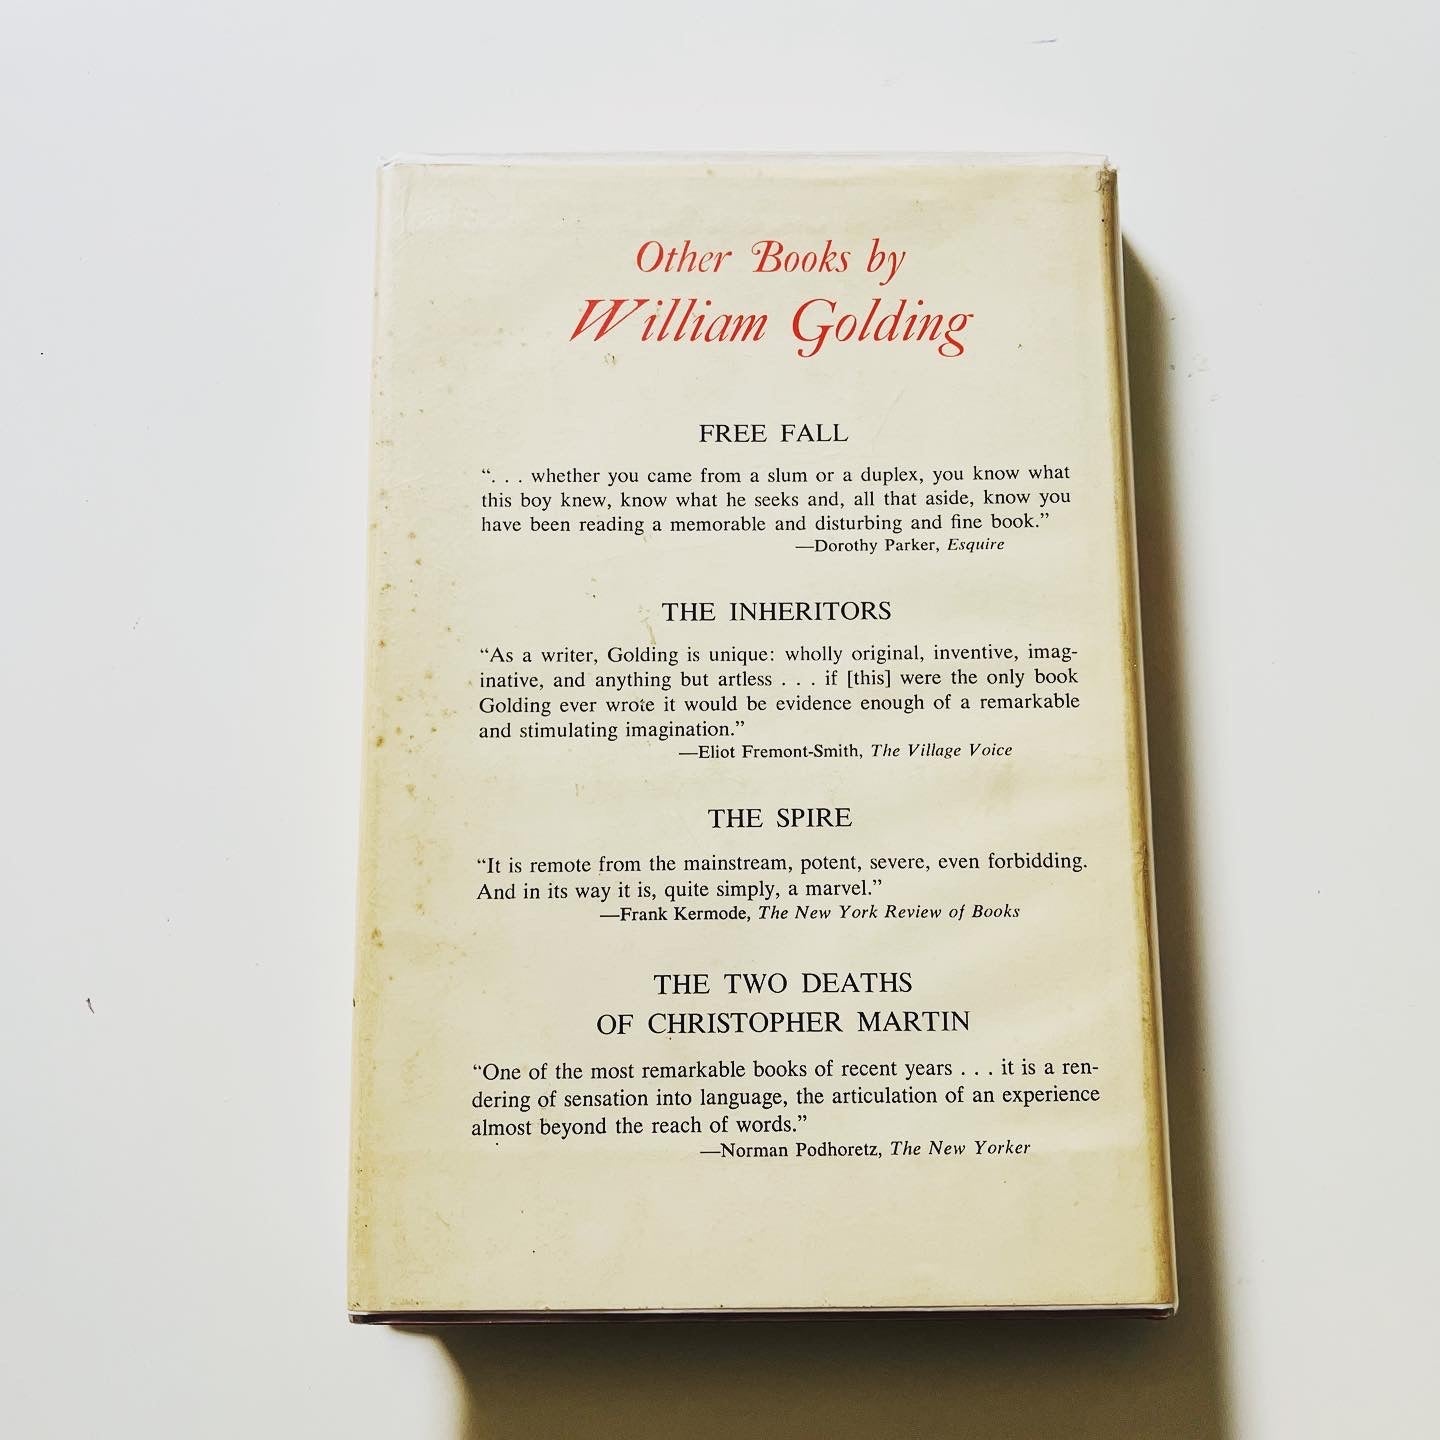 Other Books by
William Golding
FREE FALL
“. . . whether you came from a slum or a duplex, you know what
this boy knew, know what he seeks and, all that aside, know you
have been reading a memorable and disturbing and fine book.”
—Dorothy Parker, Esquire
THE INHERITORS
“As a writer, Golding is unique: wholly original, inventive, imag-
inative, and anything but artless . . . if [this] were the only book
Golding ever wrote it would be evidence enough of a remarkable
and stimulating imagination.”
—Eliot Fremont-Smith, The Village Voice
THE SPIRE
“It is remote from the mainstream, potent, severe, even forbidding.
And in its way it is, quite simply, a marvel.”
—Frank Kermode, The New York Review of Books
THE TWO DEATHS
OF CHRISTOPHER MARTIN
“One of the most remarkable books of recent years . . . it is a ren-
dering of sensation into language, the articulation of an experience
almost beyond the reach of words.”
—Norman Podhoretz, The New Yorker